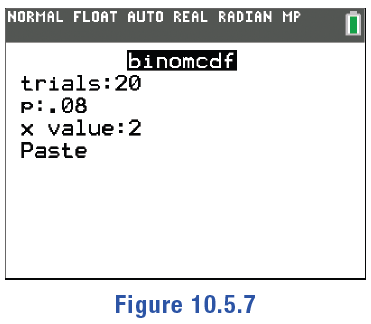 NORMAL FLOAT AUTO REAL RADIAN MP
binomcdf
trials:20
p:.08
x value:2
Paste
Figure 10.5.7